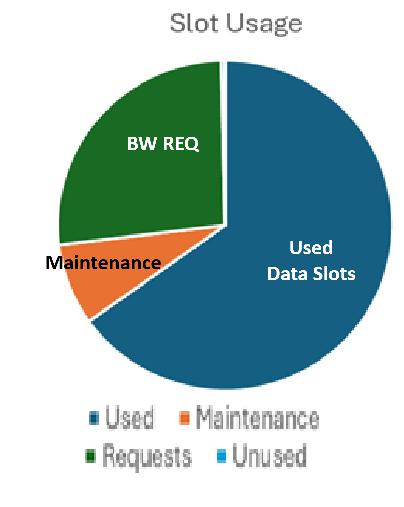 Slot Usage
BW REQ
Used
Data Slots
Maintenance
Used Maintenance
Requests Unused